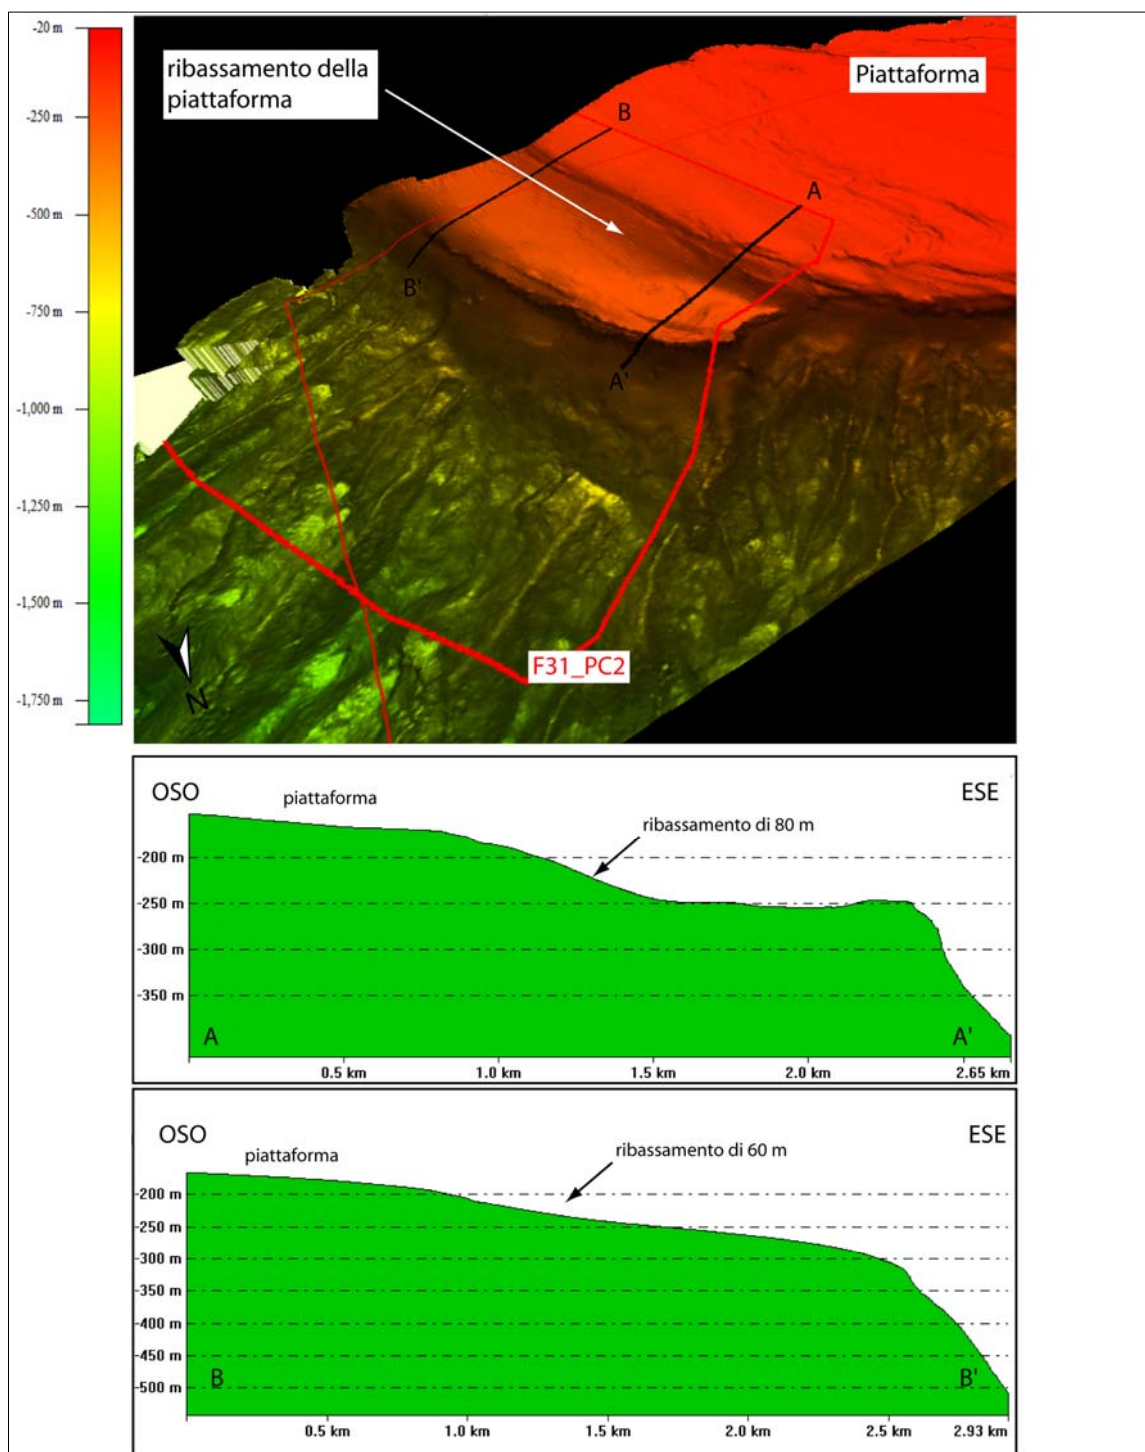 -20 m
-250 m
-500 m
-750 m
-1,000 m
-1,250 m
-1,500 m
-1,750 m
ribassamento della
piattaforma
Piattaforma
B
A
B'
A'
F31_PC2
N
OSO
piattaforma
ESE
ribassamento di 80 m
-200 m
-250 m
-300 m
-350 m
A
A'
0.5 km
1.0 km
1.5 km
2.0 km
2.65 km
OSO
piattaforma
ESE
ribassamento di 60 m
-200 m
-250 m
-300 m
-350 m
-400 m
-450 m
-500 m
B
B'
0.5 km
1.0 km
1.5 km
2.0 km
2.5 km
2.93 km